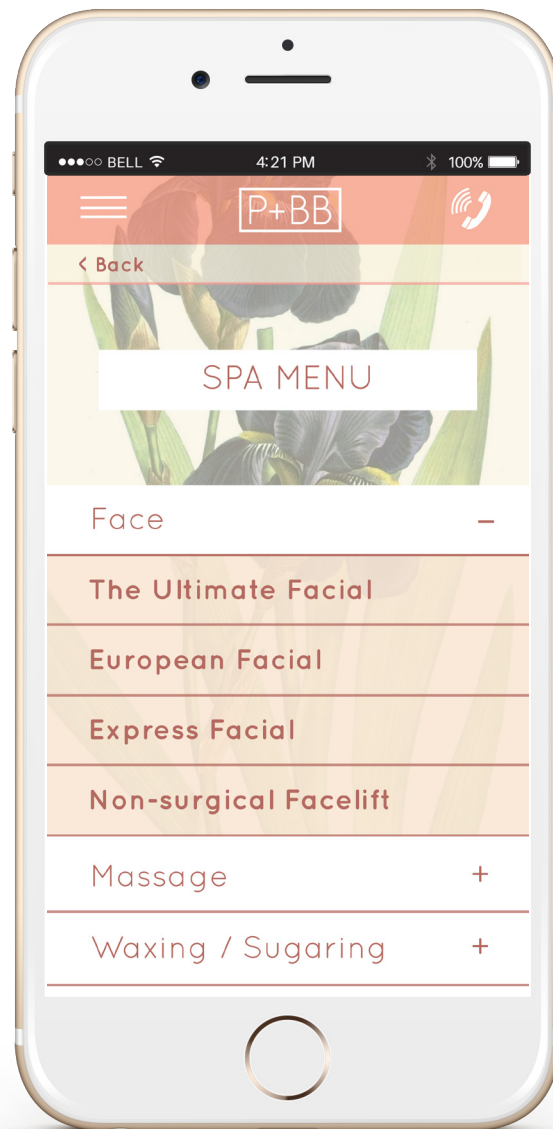 BELL 4:21 PM 100%
P+BB
< Back
SPA MENU
Face −
The Ultimate Facial
European Facial
Express Facial
Non-surgical Facelift
Massage +
Waxing / Sugaring +